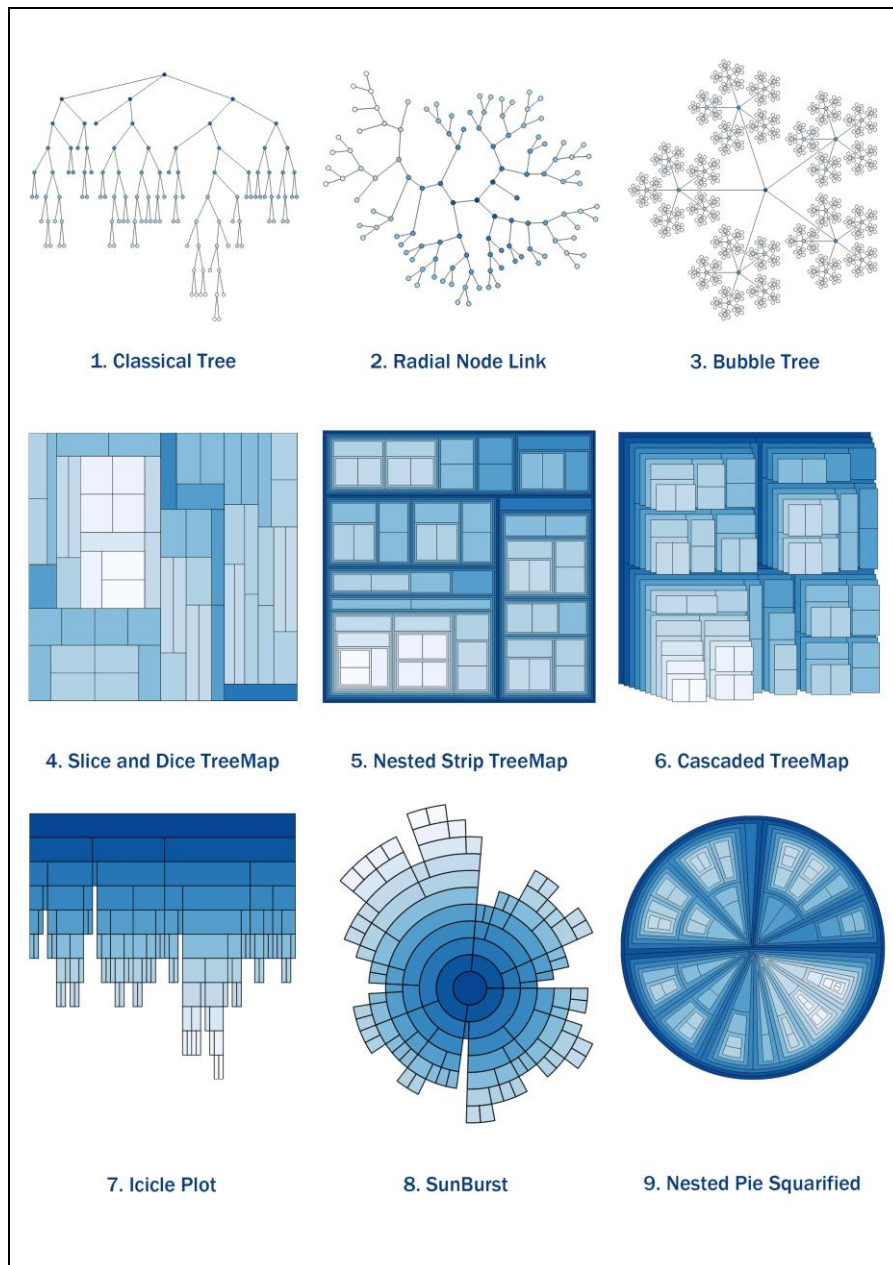 1. Classical Tree
2. Radial Node Link
3. Bubble Tree
4. Slice and Dice TreeMap
5. Nested Strip TreeMap
6. Cascaded TreeMap
7. Icicle Plot
8. SunBurst
9. Nested Pie Squarified